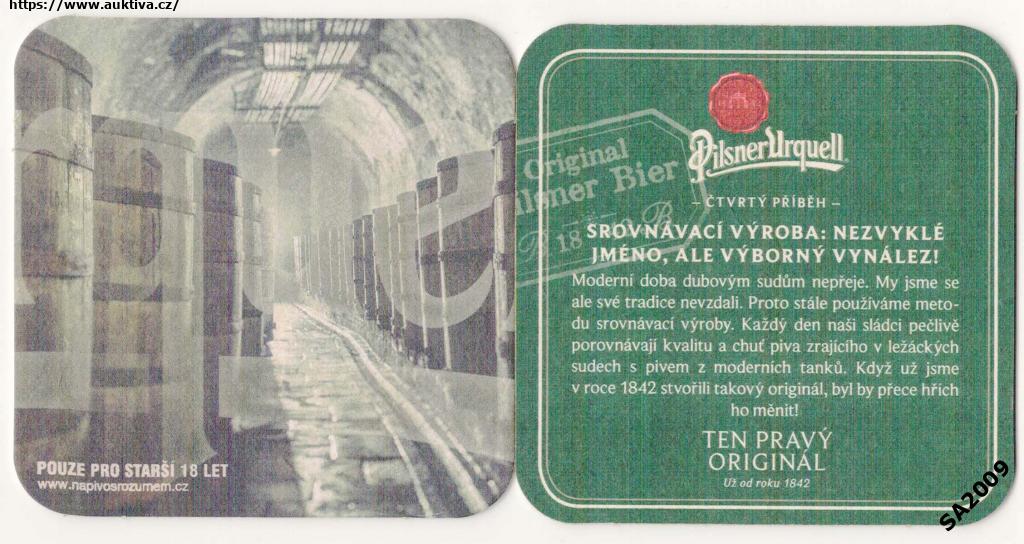 https://www.auktiva.cz/
POUZE PRO STARŠÍ 18 LET
www.napivosrozumem.cz
Original
Pilsner Bier
B 18 B
Pilsner Urquell
– ČTVRTÝ PŘÍBĚH –
SROVNÁVACÍ VÝROBA: NEZVYKLÉ
JMÉNO, ALE VÝBORNÝ VYNÁLEZ!
Moderní doba dubovým sudům nepřeje. My jsme se
ale své tradice nevzdali. Proto stále používáme meto-
du srovnávací výroby. Každý den naši sládci pečlivě
porovnávají kvalitu a chuť piva zrajícího v ležáckých
sudech s pivem z moderních tanků. Když už jsme
v roce 1842 stvořili takový originál, byl by přece hřích
ho měnit!
TEN PRAVÝ
ORIGINÁL
Už od roku 1842
SA2009